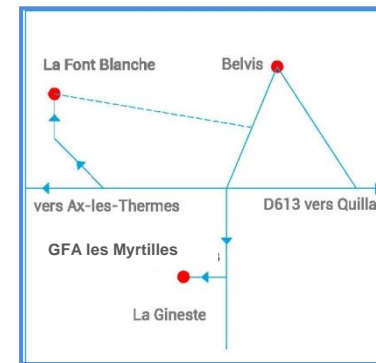 La Font Blanche
Belvis
vers Ax-les-Thermes
D613 vers Quilla
GFA les Myrtilles
s
La Gineste